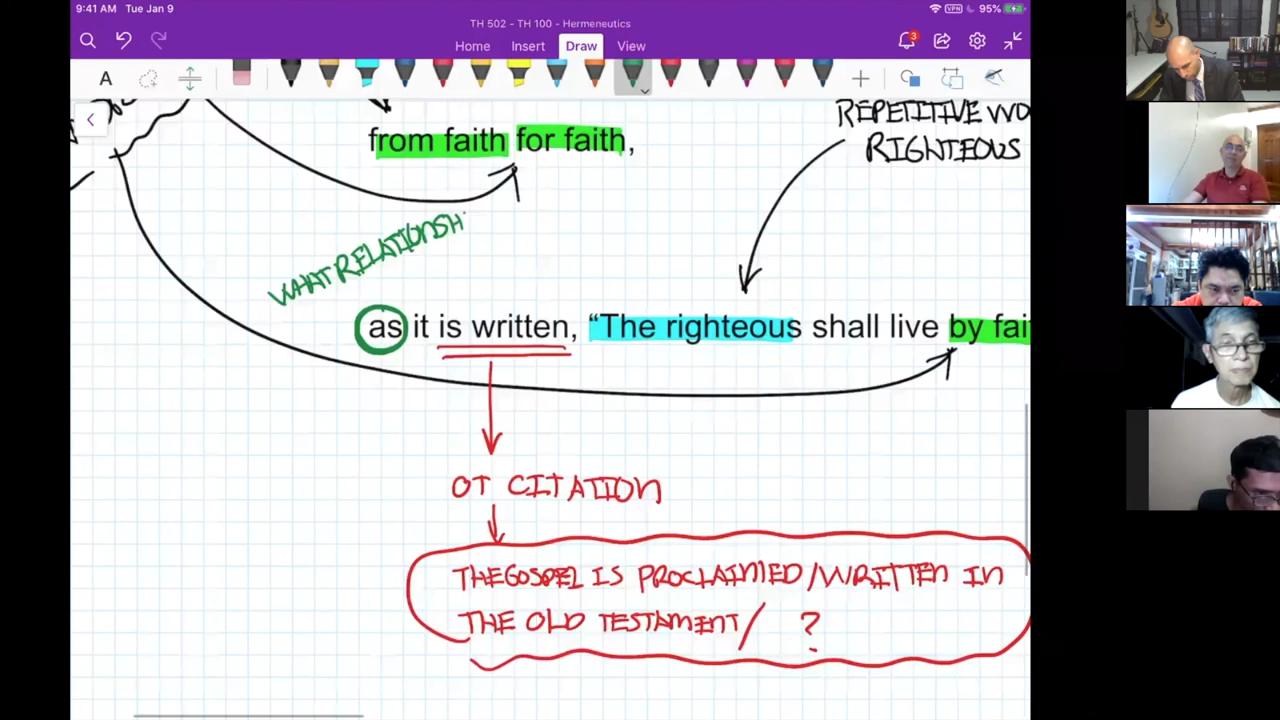 9:41 AM Tue Jan 9
VPN 95%
TH 502 - TH 100 - Hermeneutics
Home Insert Draw View
3
A
REPETITIVE WO
RIGHTEOUS
from faith for faith,
WHAT RELATIONSH
as it is written, “The righteous shall live by fai
OT CITATION
THE GOSPEL IS PROCLAIMED/WRITTEN IN
THE OLD TESTAMENT/ ?